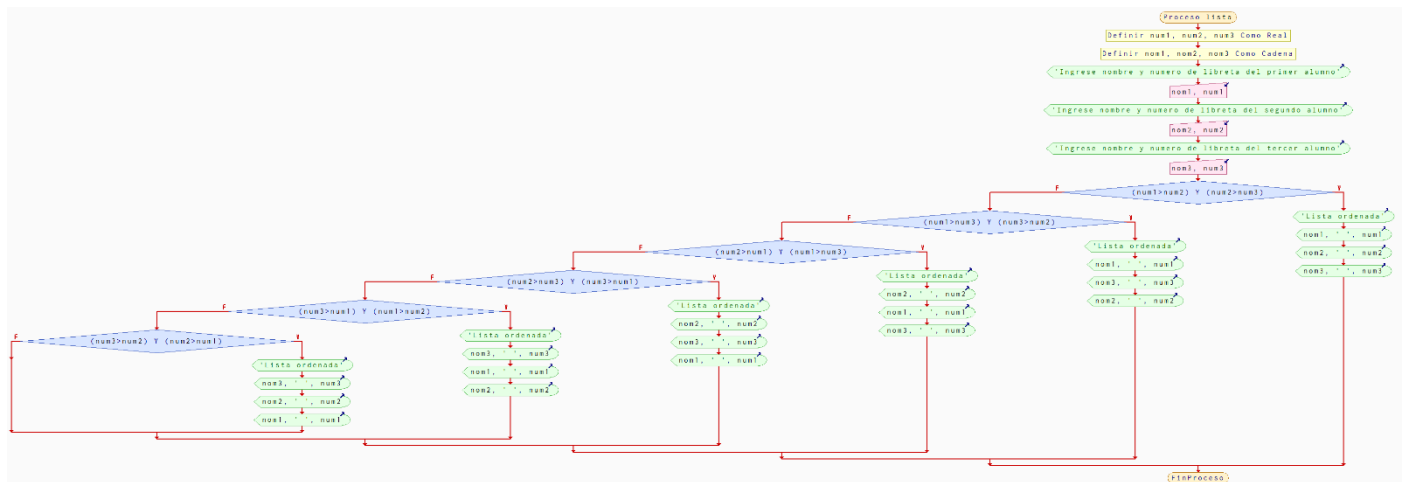 Proceso lista
Definir num1, num2, num3 Como Real
Definir nom1, nom2, nom3 Como Cadena
'Ingrese nombre y numero de libreta del primer alumno'
nom1, num1
'Ingrese nombre y numero de libreta del segundo alumno'
nom2, num2
'Ingrese nombre y numero de libreta del tercer alumno'
nom3, num3
F
(num1>num2) Y (num2>num3)
V
'Lista ordenada'
nom1, ' ', num1
nom2, ' ', num2
nom3, ' ', num3
F
(num1>num3) Y (num3>num2)
V
'Lista ordenada'
nom1, ' ', num1
nom3, ' ', num3
nom2, ' ', num2
F
(num2>num1) Y (num1>num3)
V
'Lista ordenada'
nom2, ' ', num2
nom1, ' ', num1
nom3, ' ', num3
F
(num2>num3) Y (num3>num1)
V
'Lista ordenada'
nom2, ' ', num2
nom3, ' ', num3
nom1, ' ', num1
F
(num3>num1) Y (num1>num2)
V
'Lista ordenada'
nom3, ' ', num3
nom1, ' ', num1
nom2, ' ', num2
F
(num3>num2) Y (num2>num1)
V
'Lista ordenada'
nom3, ' ', num3
nom2, ' ', num2
nom1, ' ', num1
FinProceso